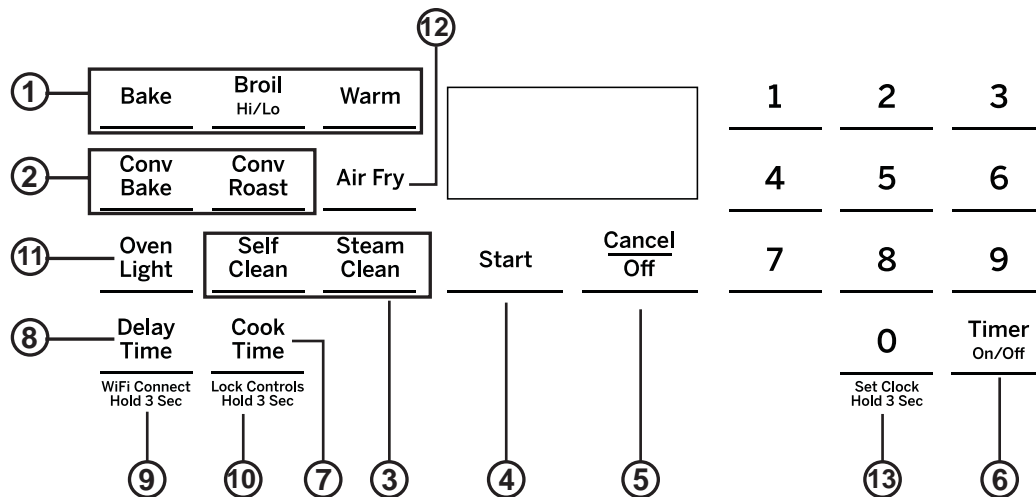 12
1
Bake
Broil
Hi/Lo
Warm
1
2
3
2
Conv
Bake
Conv
Roast
Air Fry
4
5
6
11
Oven
Light
Self
Clean
Steam
Clean
Start
Cancel
Off
7
8
9
8
Delay
Time
Cook
Time
0
Timer
On/Off
WiFi Connect
Hold 3 Sec
Lock Controls
Hold 3 Sec
Set Clock
Hold 3 Sec
9
10
7
3
4
5
13
6